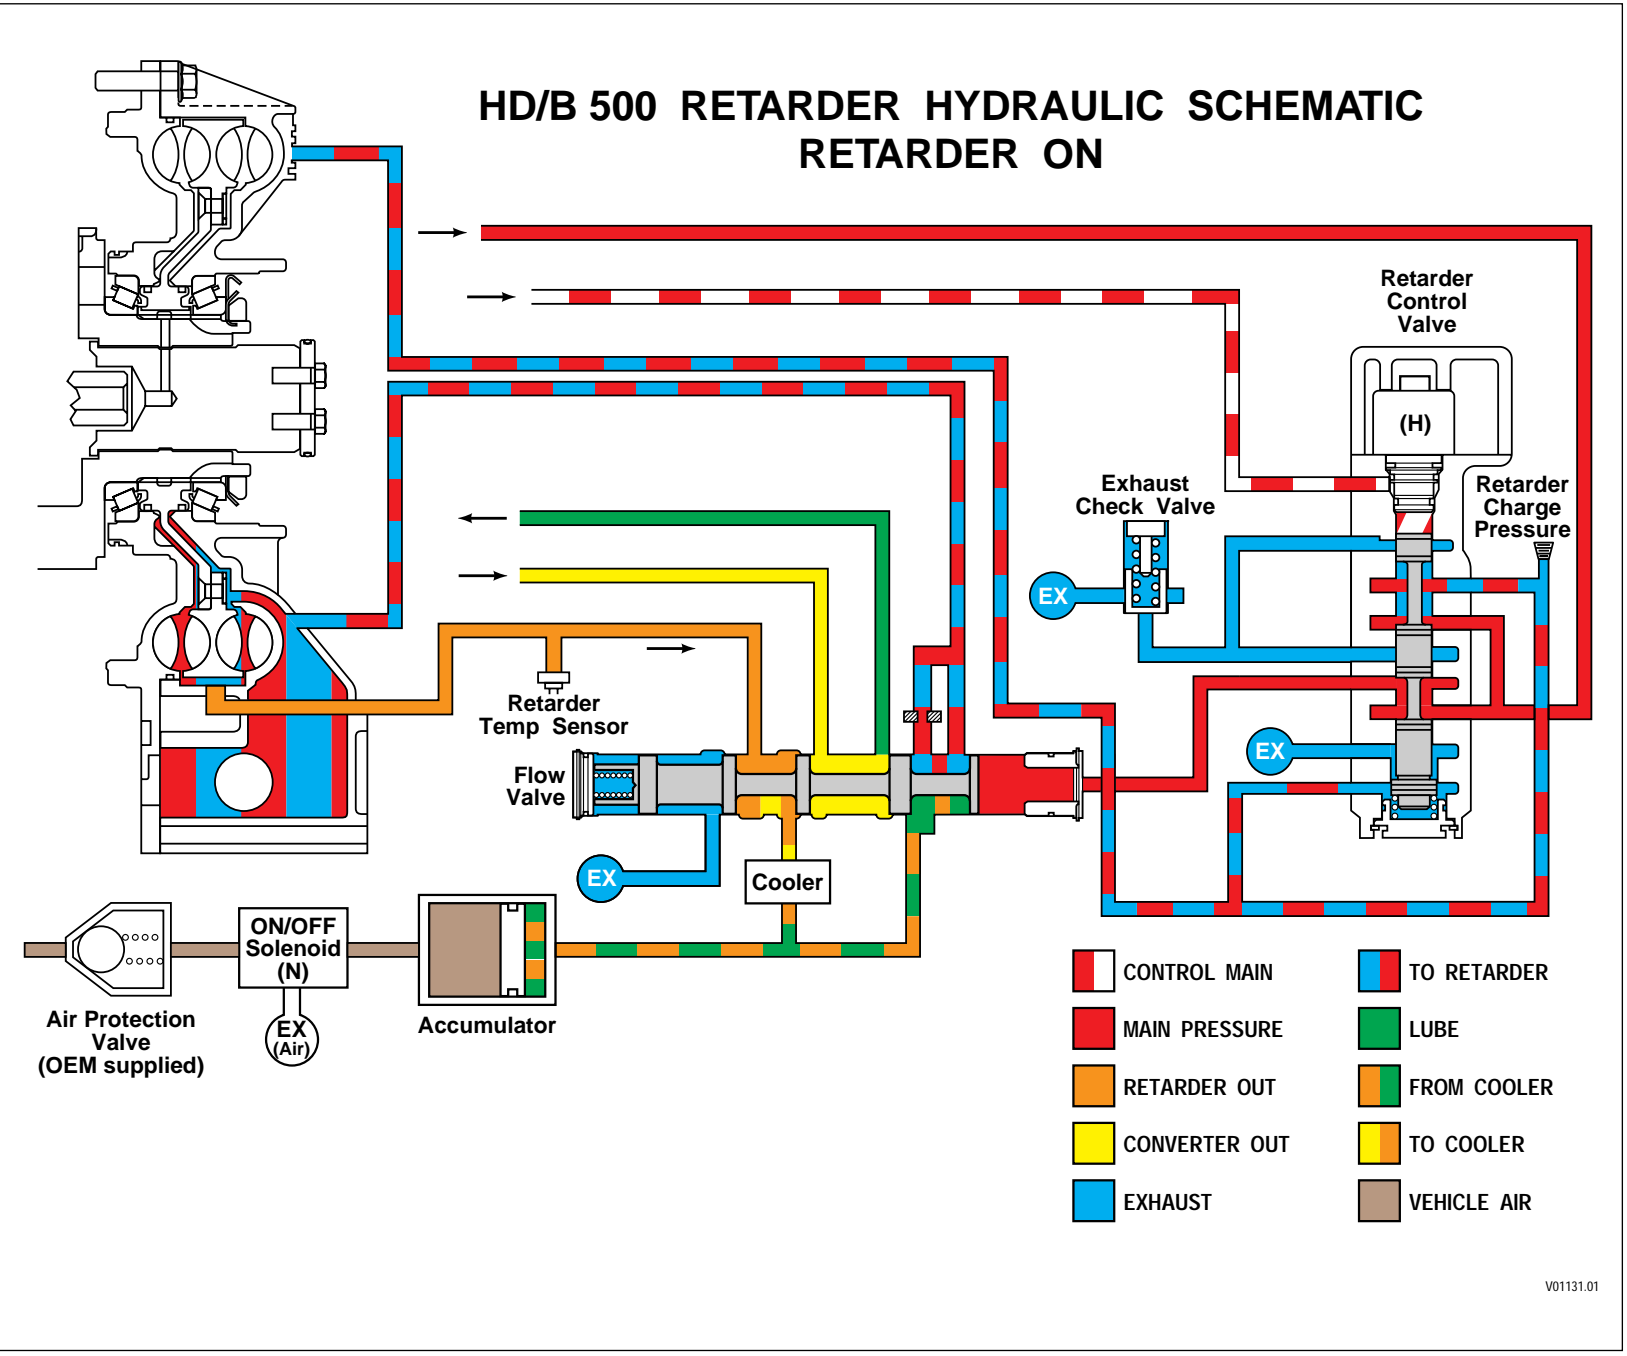 HD/B 500 RETARDER HYDRAULIC SCHEMATIC
RETARDER ON
Retarder
Control
Valve
(H)
Exhaust
Check Valve
Retarder
Charge
Pressure
EX
Retarder
Temp Sensor
Flow
Valve
EX
EX
Cooler
ON/OFF
Solenoid
(N)
EX
(Air)
Air Protection
Valve
(OEM supplied)
Accumulator
CONTROL MAIN
MAIN PRESSURE
RETARDER OUT
CONVERTER OUT
EXHAUST
TO RETARDER
LUBE
FROM COOLER
TO COOLER
VEHICLE AIR
V01131.01